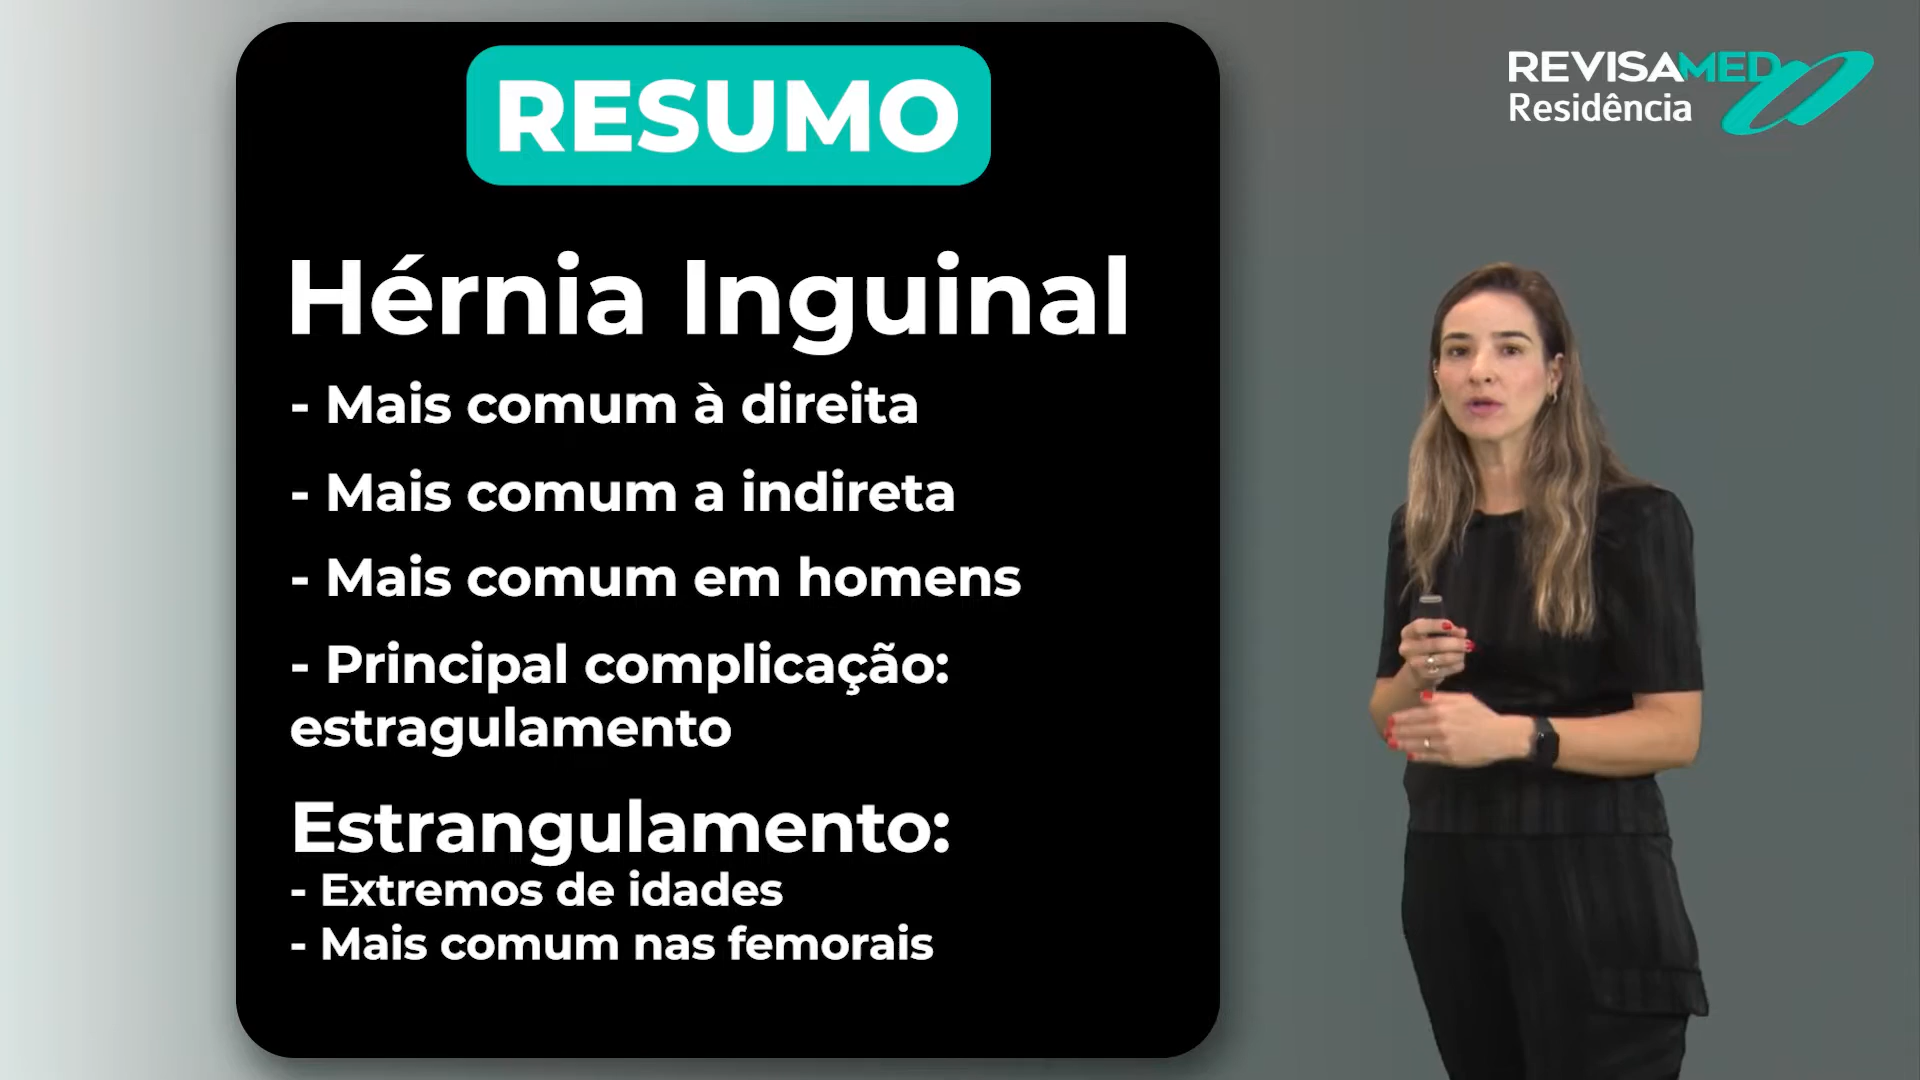 RESUMO
REVISAMED
Residência
Hérnia Inguinal
- Mais comum à direita
- Mais comum a indireta
- Mais comum em homens
- Principal complicação:
estragulamento
Estrangulamento:
- Extremos de idades
- Mais comum nas femorais